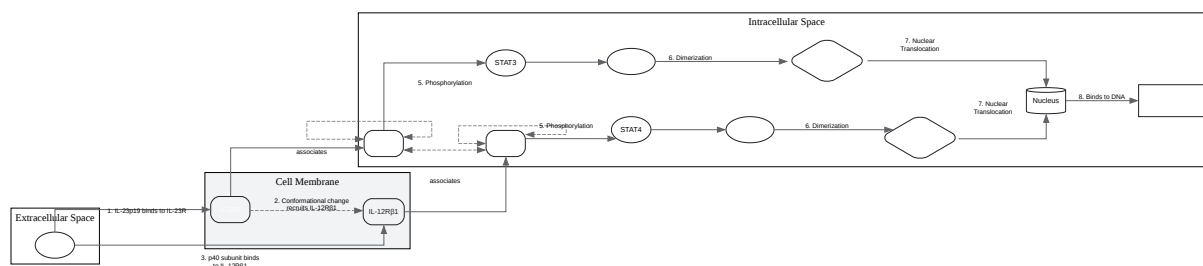 Intracellular Space
7. Nuclear
Translocation
STAT3
6. Dimerization
5. Phosphorylation
7. Nuclear
Translocation
Nucleus
8. Binds to DNA
5. Phosphorylation
STAT4
6. Dimerization
associates
associates
Cell Membrane
2. Conformational change
recruits IL-12Rβ1
IL-12Rβ1
1. IL-23p19 binds to IL-23R
Extracellular Space
3. p40 subunit binds
to IL-12Rβ1